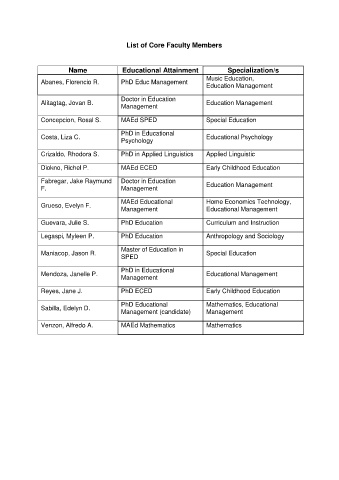 List of Core Faculty Members
Name Educational Attainment Specialization/s
Abanes, Florencio R. PhD Educ Management Music Education,
Education Management
Alitagtag, Jovan B. Doctor in Education
Management Education Management
Concepcion, Rosal S. MAEd SPED Special Education
Costa, Liza C. PhD in Educational
Psychology Educational Psychology
Crizaldo, Rhodora S. PhD in Applied Linguistics Applied Linguistic
Diokno, Richel P. MAEd ECED Early Childhood Education
Fabregar, Jake Raymund
F. Doctor in Education
Management Education Management
Grueso, Evelyn F. MAEd Educational
Management Home Economics Technology,
Educational Management
Guevara, Julie S. PhD Education Curriculum and Instruction
Legaspi, Myleen P. PhD Education Anthropology and Sociology
Maniacop, Jason R. Master of Education in
SPED Special Education
Mendoza, Janelle P. PhD in Educational
Management Educational Management
Reyes, Jane J. PhD ECED Early Childhood Education
Sabilla, Edelyn D. PhD Educational
Management (candidate) Mathematics, Educational
Management
Venzon, Alfredo A. MAEd Mathematics Mathematics